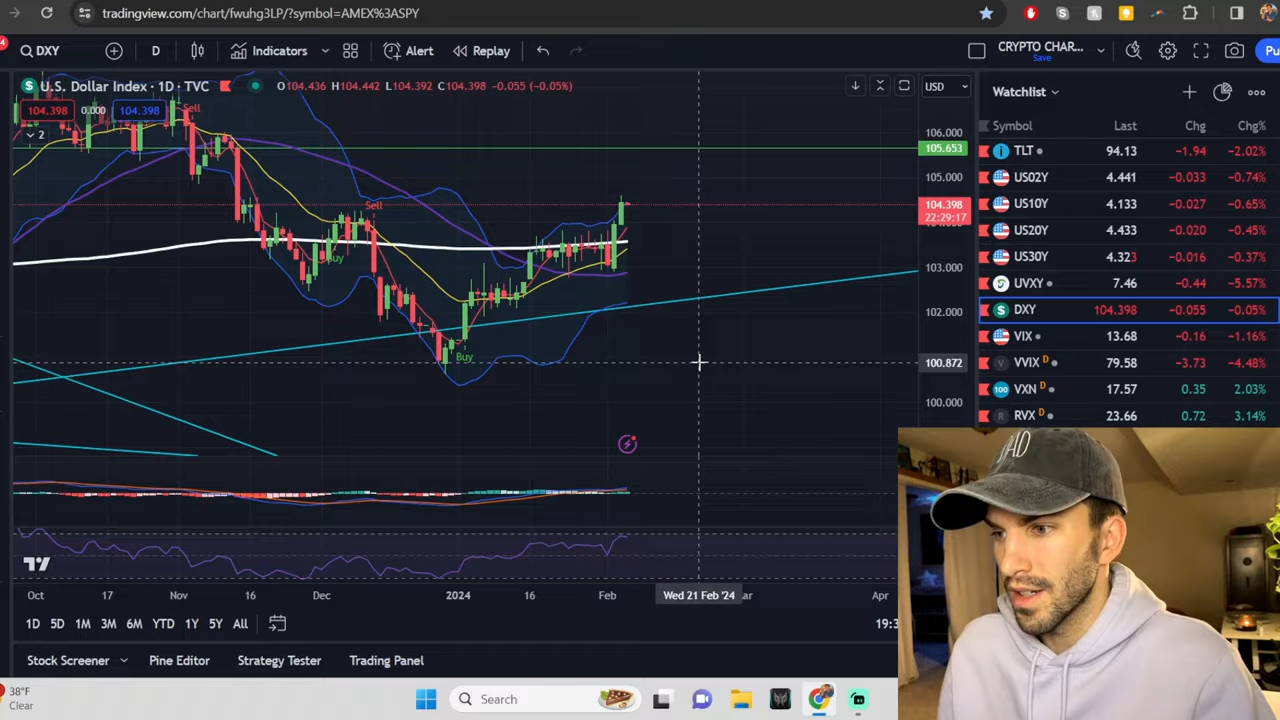 tradingview.com/chart/fwuhg3LP/?symbol=AMEX%3ASPY
DXY D Indicators Alert Replay CRYPTO CHAR... Save
U.S. Dollar Index · 1D · TVC O104.436 H104.442 L104.392 C104.398 -0.055 (-0.05%) USD
104.398 0.000 104.398
2
Sell
Sell
Buy
Buy
106.000
105.653
105.000
104.398
22:29:17
103.000
102.000
100.872
100.000
Oct 17 Nov 16 Dec 2024 16 Feb Wed 21 Feb '24 Apr
1D 5D 1M 3M 6M YTD 1Y 5Y All
Stock Screener Pine Editor Strategy Tester Trading Panel
Watchlist
Symbol Last Chg Chg%
TLT 94.13 −1.94 −2.02%
US02Y 4.441 −0.033 −0.74%
US10Y 4.133 −0.027 −0.65%
US20Y 4.433 −0.020 −0.45%
US30Y 4.323 −0.016 −0.37%
UVXY 7.46 −0.44 −5.57%
DXY 104.398 −0.055 −0.05%
VIX 13.68 −0.16 −1.16%
VVIX D 79.58 −3.73 −4.48%
VXN D 17.57 0.35 2.03%
RVX D 23.66 0.72 3.14%
38°F
Clear
Search